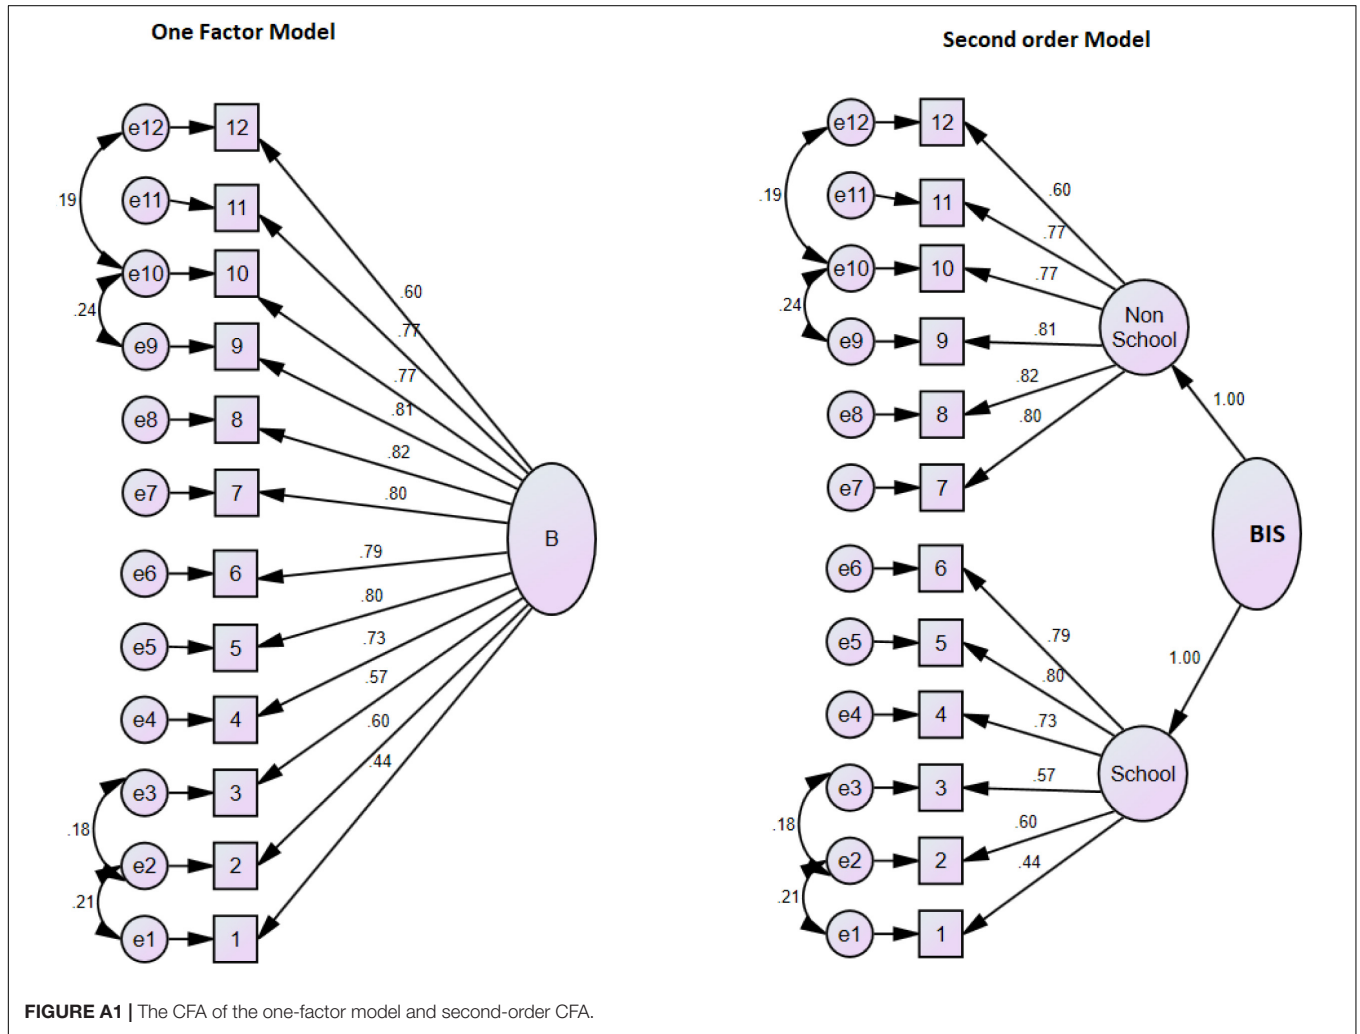 One Factor Model
Second order Model
e12 12
e11 11
e10 10
e9 9
e8 8
e7 7
e6 6
e5 5
e4 4
e3 3
e2 2
e1 1
19
.24
.18
.21
.60
.77
.77
.81
.82
.80
.79
.80
.73
.57
.60
.44
B
e12 12
e11 11
e10 10
e9 9
e8 8
e7 7
e6 6
e5 5
e4 4
e3 3
e2 2
e1 1
.19
.24
.18
.21
.60
.77
.77
.81
.82
.80
Non
School
.79
.80
.73
.57
.60
.44
School
1.00
1.00
BIS
FIGURE A1 | The CFA of the one-factor model and second-order CFA.